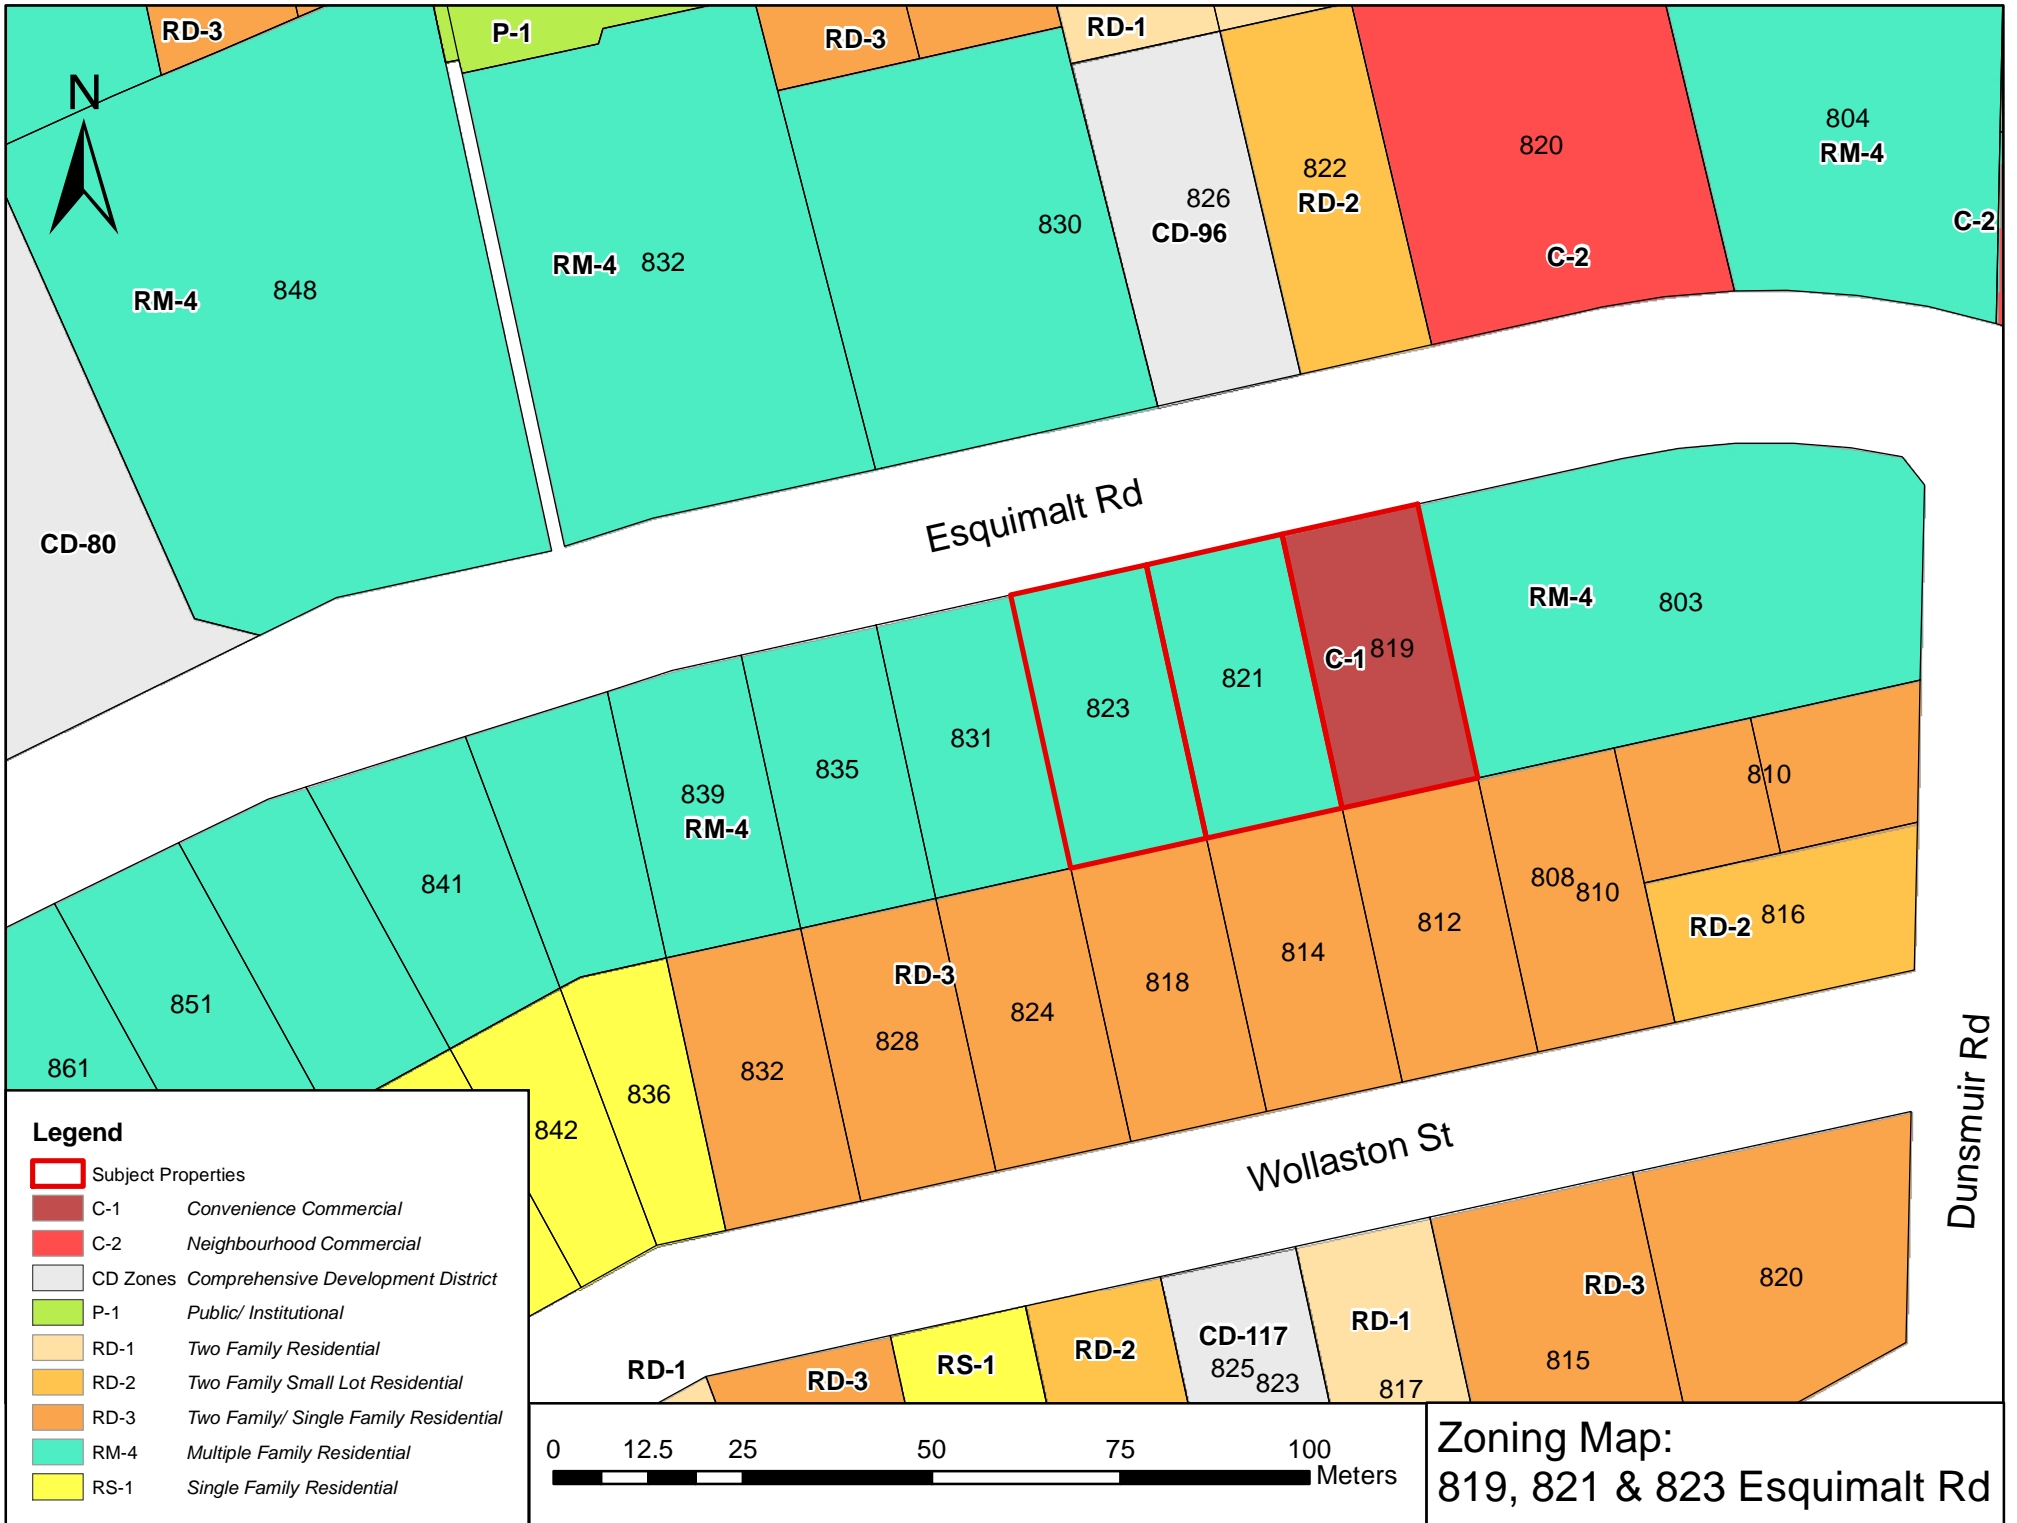 RD-3
P-1
RD-3
RD-1
N
804
RM-4
820
822
RD-2
826
CD-96
C-2
830
C-2
RM-4 832
RM-4 848
Esquimalt Rd
CD-80
RM-4 803
C-1 819
821
823
831
835
839
RM-4
810
841
808
810
816
RD-2
812
814
RD-3
818
824
828
851
861
832
836
842
Wollaston St
Dunsmuir Rd
820
RD-3
815
RD-1
817
CD-117
825
823
RD-2
RS-1
RD-3
RD-1
Legend
Subject Properties
C-1 Convenience Commercial
C-2 Neighbourhood Commercial
CD Zones Comprehensive Development District
P-1 Public/ Institutional
RD-1 Two Family Residential
RD-2 Two Family Small Lot Residential
RD-3 Two Family/ Single Family Residential
RM-4 Multiple Family Residential
RS-1 Single Family Residential
0 12.5 25 50 75 100
Meters
Zoning Map:
819, 821 & 823 Esquimalt Rd